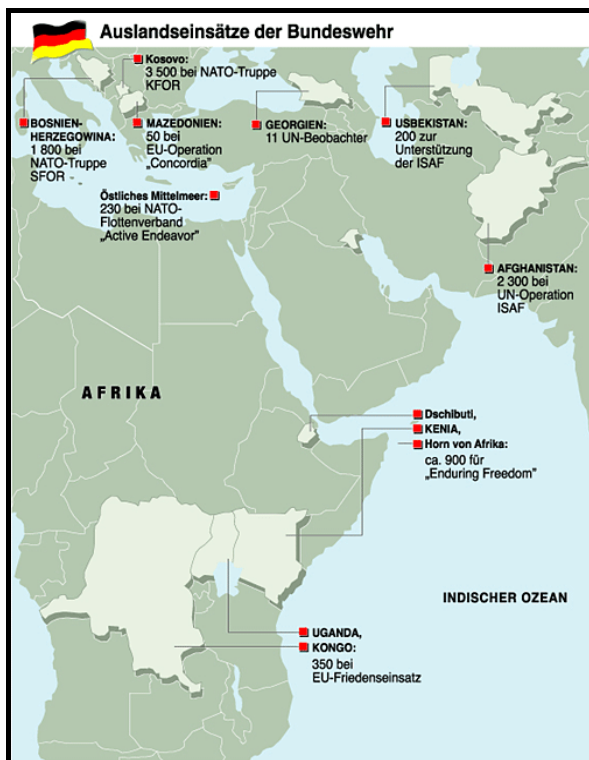 Auslandseinsätze der Bundeswehr
Kosovo:
3 500 bei NATO-Truppe
KFOR
BOSNIEN-
HERZEGOWINA:
1 800 bei
NATO-Truppe
SFOR
MAZEDONIEN:
50 bei
EU-Operation
„Concordia”
GEORGIEN:
11 UN-Beobachter
USBEKISTAN:
200 zur
Unterstützung
der ISAF
Östliches Mittelmeer:
230 bei NATO-
Flottenverband
„Active Endeavor”
AFGHANISTAN:
2 300 bei
UN-Operation
ISAF
AFRIKA
Dschibuti,
KENIA,
Horn von Afrika:
ca. 900 für
„Enduring Freedom”
INDISCHER OZEAN
UGANDA,
KONGO:
350 bei
EU-Friedenseinsatz